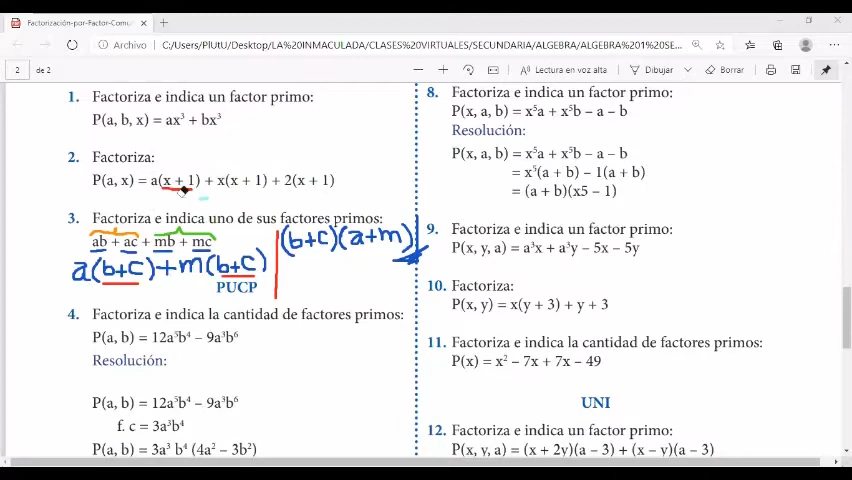 Factorización-por-Factor-Comu
Archivo
C:/Users/PlUtU/Desktop/LA%20INMACULADA/CLASES%20VIRTUALES/SECUNDARIA/ALGEBRA/ALGEBRA%201%20SE...
2 de 2
Lectura en voz alta
Dibujar
Borrar
1. Factoriza e indica un factor primo:
P(a, b, x) = ax³ + bx³
2. Factoriza:
P(a, x) = a(x + 1) + x(x + 1) + 2(x + 1)
3. Factoriza e indica uno de sus factores primos:
ab + ac + mb + mc
a(b+c)+m(b+c)
(b+c)(a+m)
PUCP
4. Factoriza e indica la cantidad de factores primos:
P(a, b) = 12a⁵b⁴ – 9a³b⁶
Resolución:
P(a, b) = 12a⁵b⁴ – 9a³b⁶
f. c = 3a³b⁴
P(a, b) = 3a³ b⁴ (4a² – 3b²)
8. Factoriza e indica un factor primo:
P(x, a, b) = x⁵a + x⁵b – a – b
Resolución:
P(x, a, b) = x⁵a + x⁵b – a – b
= x⁵(a + b) – 1(a + b)
= (a + b)(x5 – 1)
9. Factoriza e indica un factor primo:
P(x, y, a) = a³x + a³y – 5x – 5y
10. Factoriza:
P(x, y) = x(y + 3) + y + 3
11. Factoriza e indica la cantidad de factores primos:
P(x) = x² – 7x + 7x – 49
UNI
12. Factoriza e indica un factor primo:
P(x, y, a) = (x + 2y)(a – 3) + (x – y)(a – 3)